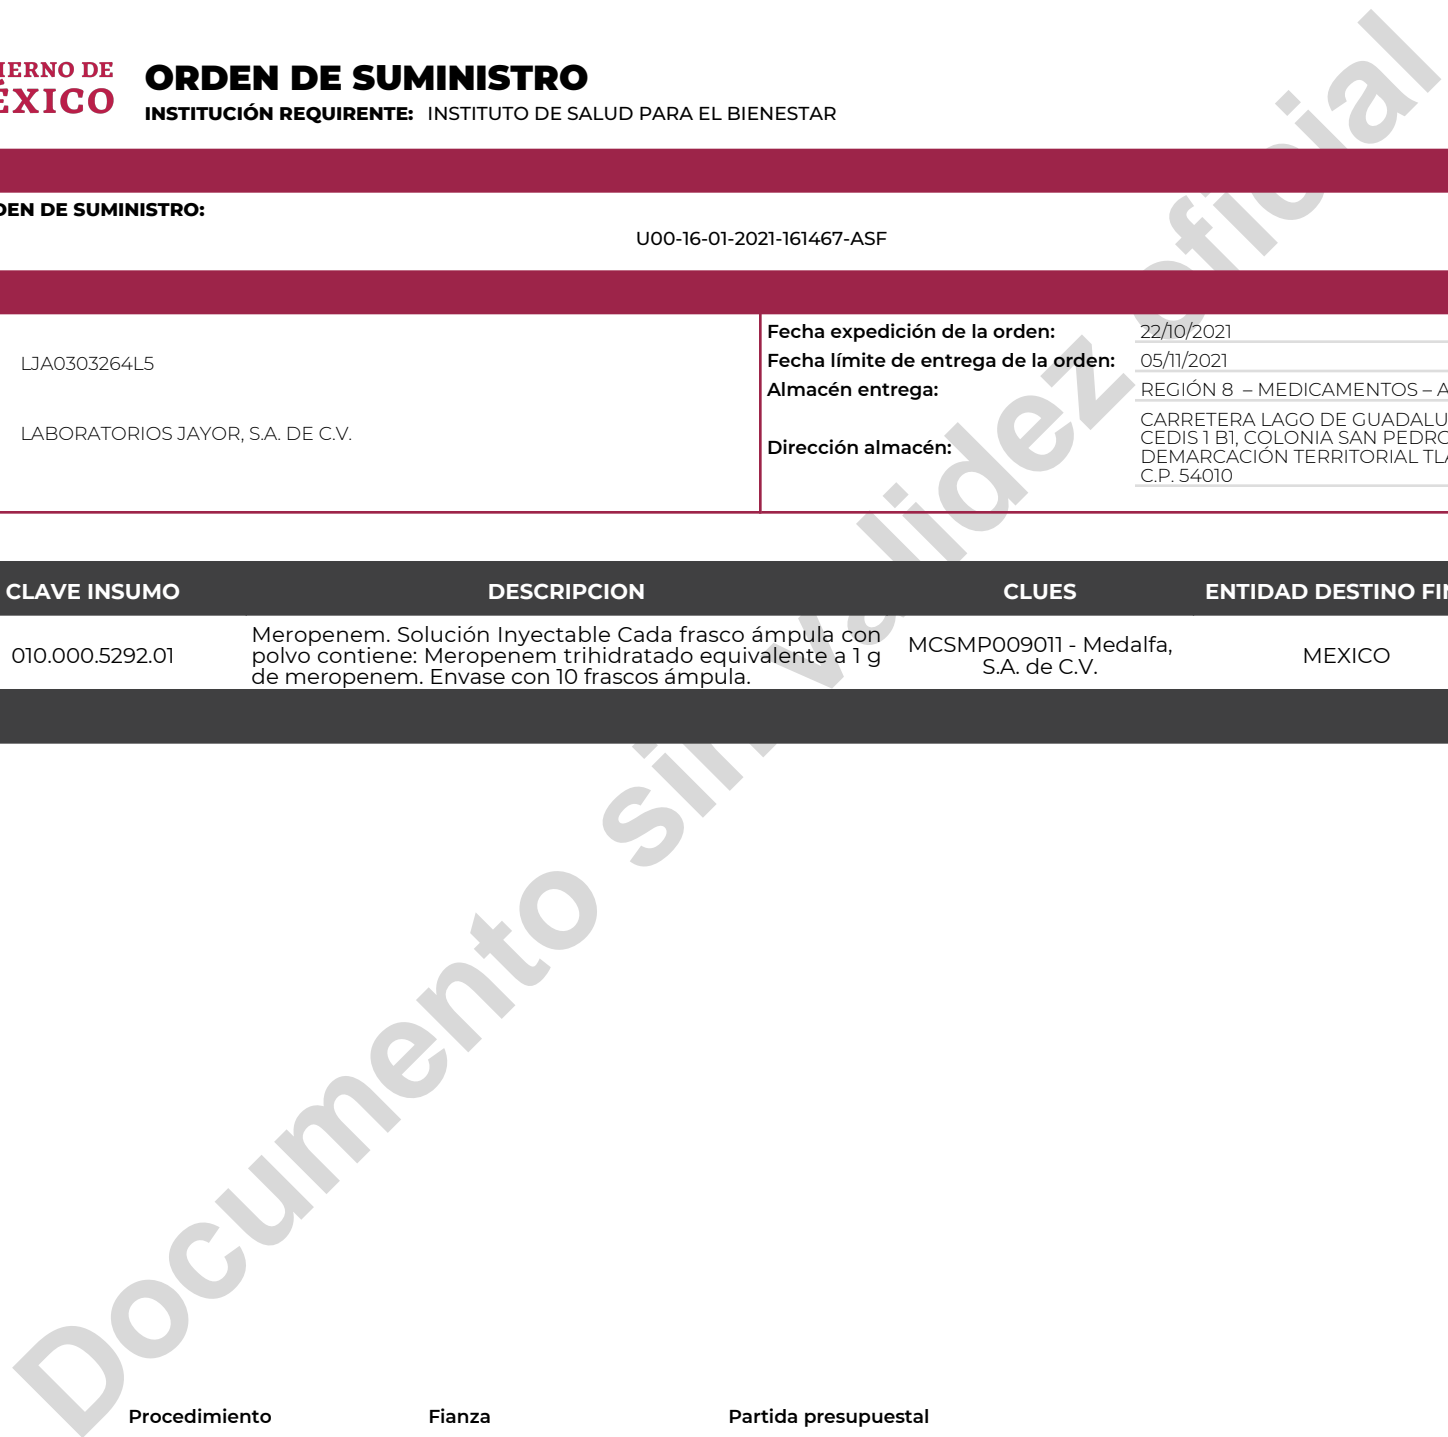 IERNO DE
ÉXICO
ORDEN DE SUMINISTRO
INSTITUCIÓN REQUIRENTE: INSTITUTO DE SALUD PARA EL BIENESTAR
DEN DE SUMINISTRO:
U00-16-01-2021-161467-ASF
LJA0303264L5
LABORATORIOS JAYOR, S.A. DE C.V.
Fecha expedición de la orden: 22/10/2021
Fecha límite de entrega de la orden: 05/11/2021
Almacén entrega: REGIÓN 8 – MEDICAMENTOS – A
Dirección almacén:
CARRETERA LAGO DE GUADALU
CEDIS 1 B1, COLONIA SAN PEDRO
DEMARCACIÓN TERRITORIAL TLA
C.P. 54010
CLAVE INSUMO DESCRIPCION CLUES ENTIDAD DESTINO FIN
010.000.5292.01
Meropenem. Solución Inyectable Cada frasco ámpula con
polvo contiene: Meropenem trihidratado equivalente a 1 g
de meropenem. Envase con 10 frascos ámpula.
MCSMP009011 - Medalfa,
S.A. de C.V.
MEXICO
Procedimiento Fianza Partida presupuestal
Documento sin validez oficial